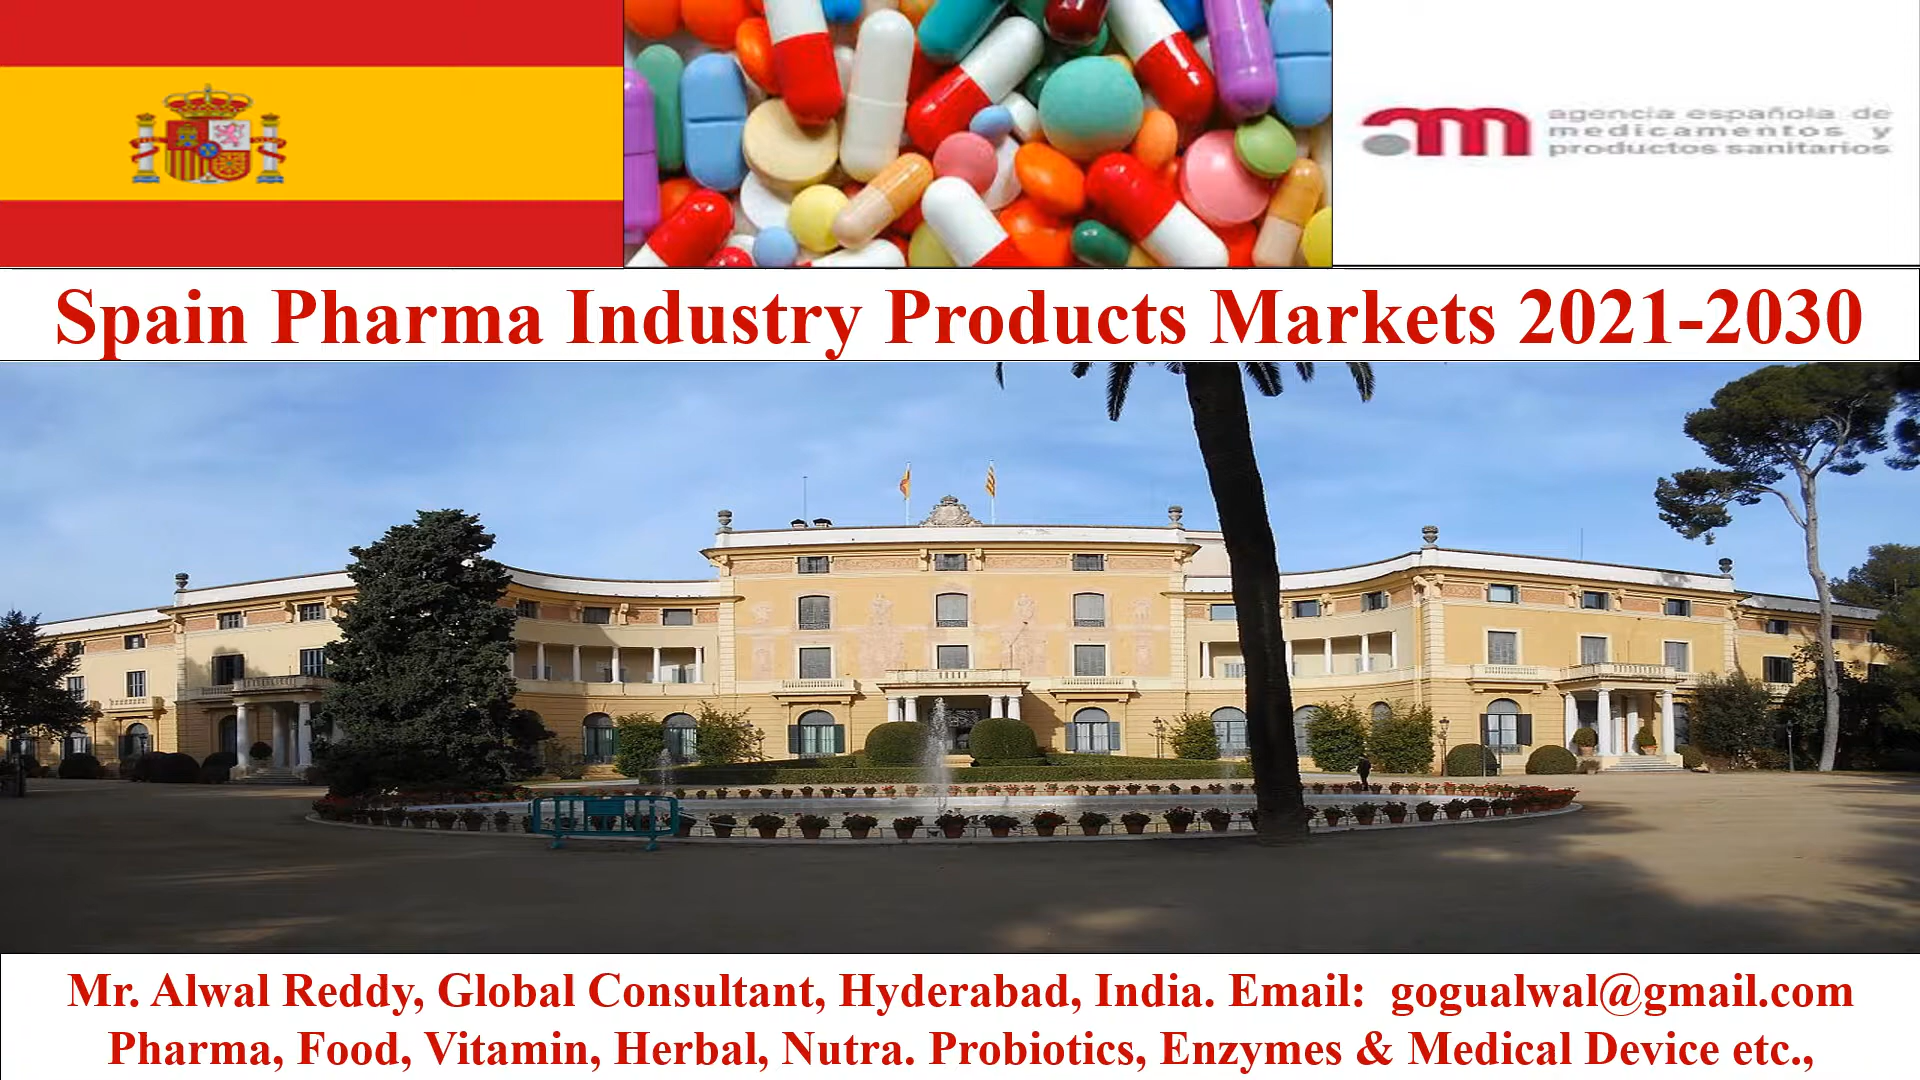 agencia española de
medicamentos y
productos sanitarios
Spain Pharma Industry Products Markets 2021-2030
Mr. Alwal Reddy, Global Consultant, Hyderabad, India. Email: gogualwal@gmail.com
Pharma, Food, Vitamin, Herbal, Nutra. Probiotics, Enzymes & Medical Device etc.,